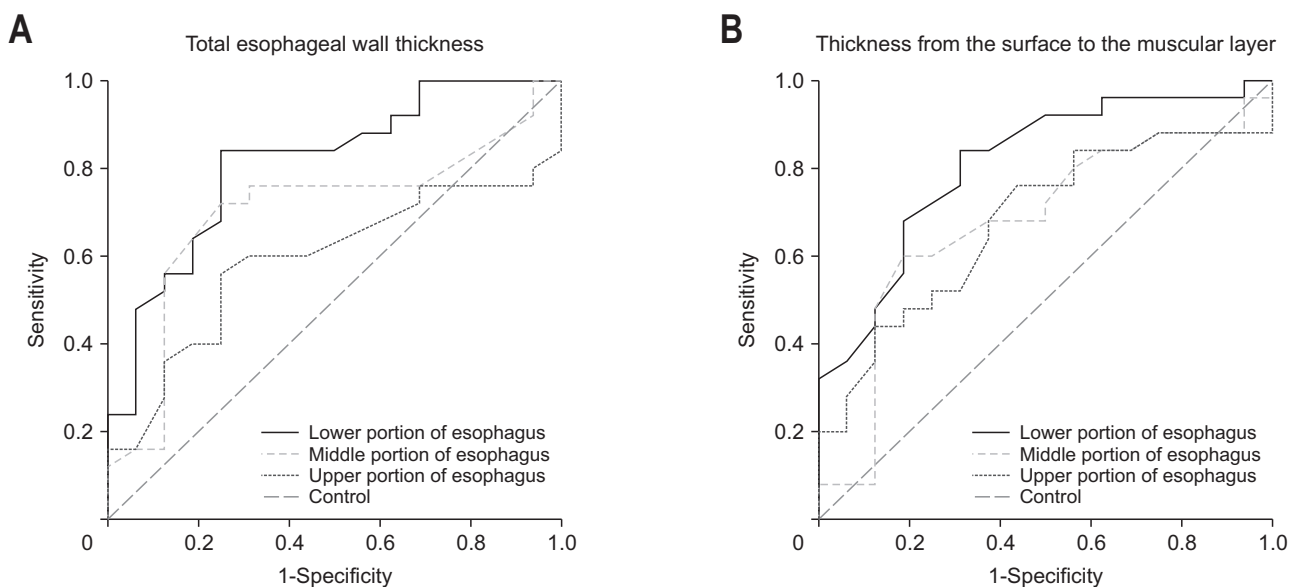 A
Total esophageal wall thickness
1.0
0.8
0.6
0.4
0.2
0
Sensitivity
Lower portion of esophagus
Middle portion of esophagus
Upper portion of esophagus
Control
0.2 0.4 0.6 0.8 1.0
1-Specificity
B
Thickness from the surface to the muscular layer
1.0
0.8
0.6
0.4
0.2
0
Sensitivity
Lower portion of esophagus
Middle portion of esophagus
Upper portion of esophagus
Control
0.2 0.4 0.6 0.8 1.0
1-Specificity